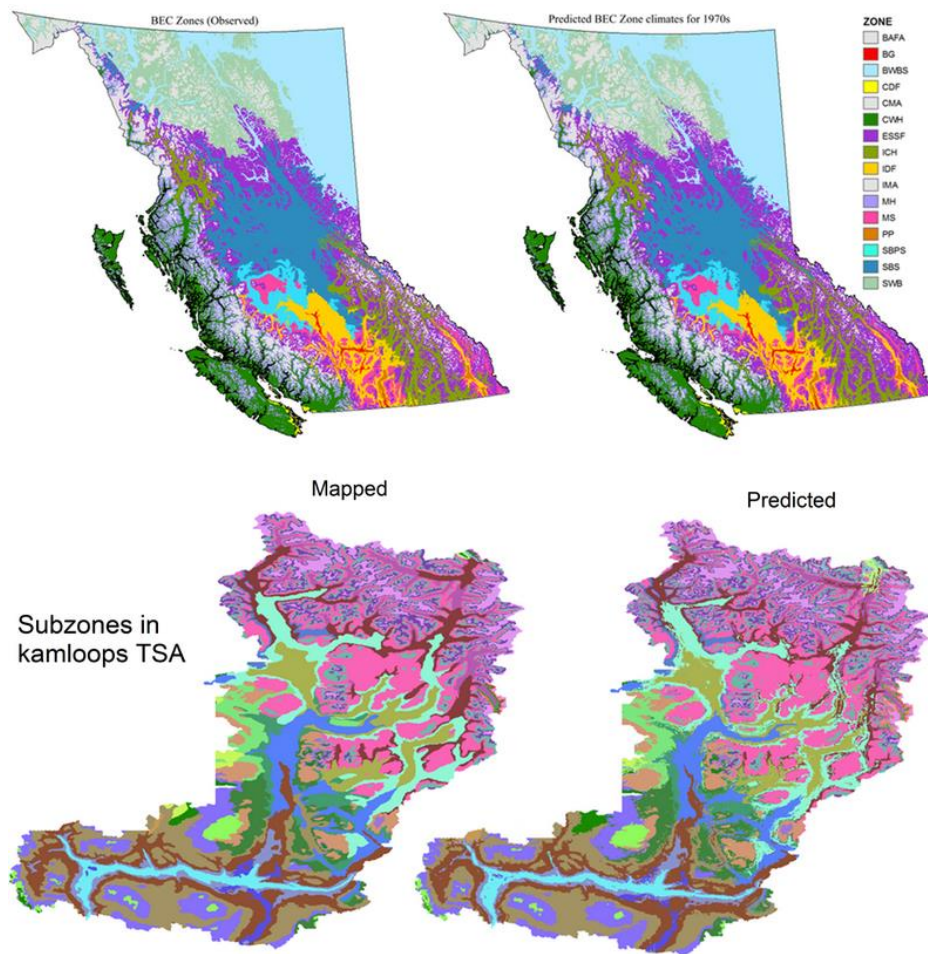 BEC Zones (Observed)
Predicted BEC Zone climates for 1970s
ZONE
BAFA
BG
BWBS
CDF
CMA
CWH
ESSF
ICH
IDF
IMA
MH
MS
PP
SBPS
SBS
SWB
Mapped
Predicted
Subzones in
kamloops TSA